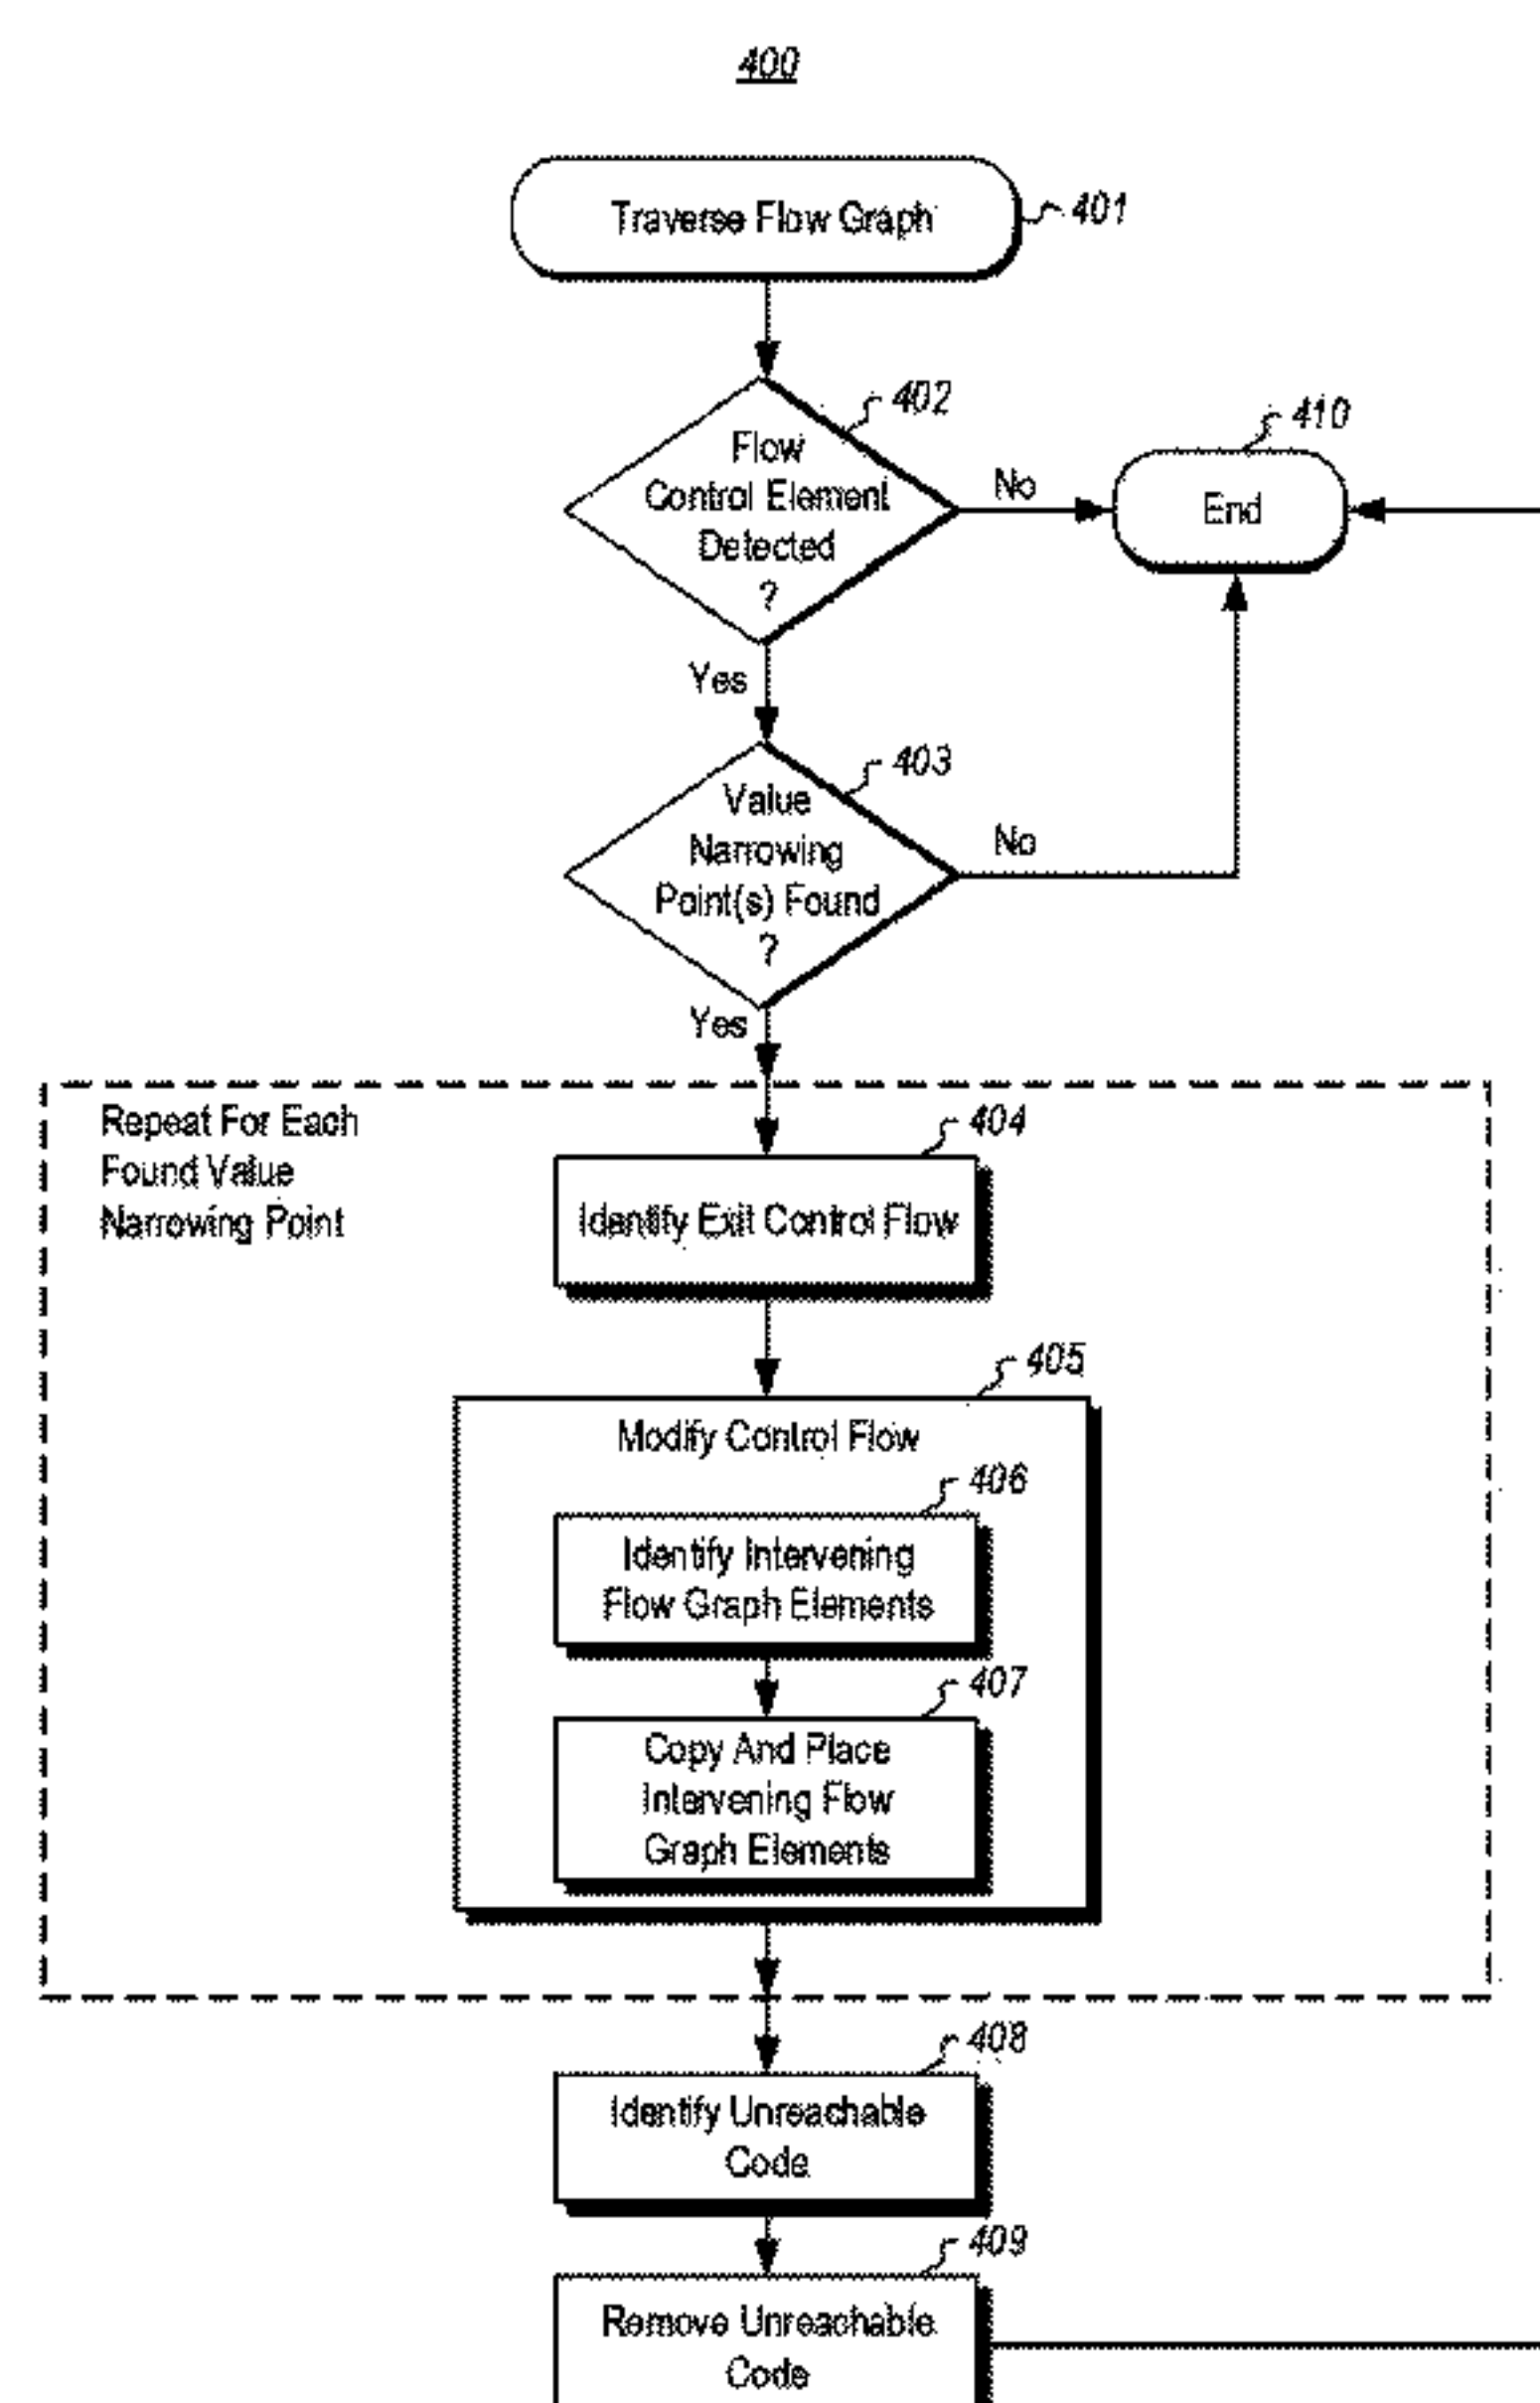 400
Traverse Flow Graph
401
402
Flow
Control Element
Detected
?
No
410
End
Yes
403
Value
Narrowing
Point(s) Found
?
No
Yes
Repeat For Each
Found Value
Narrowing Point
404
Identify Exit Control Flow
405
Modify Control Flow
406
Identify Intervening
Flow Graph Elements
407
Copy And Place
Intervening Flow
Graph Elements
408
Identify Unreachable
Code
409
Remove Unreachable
Code